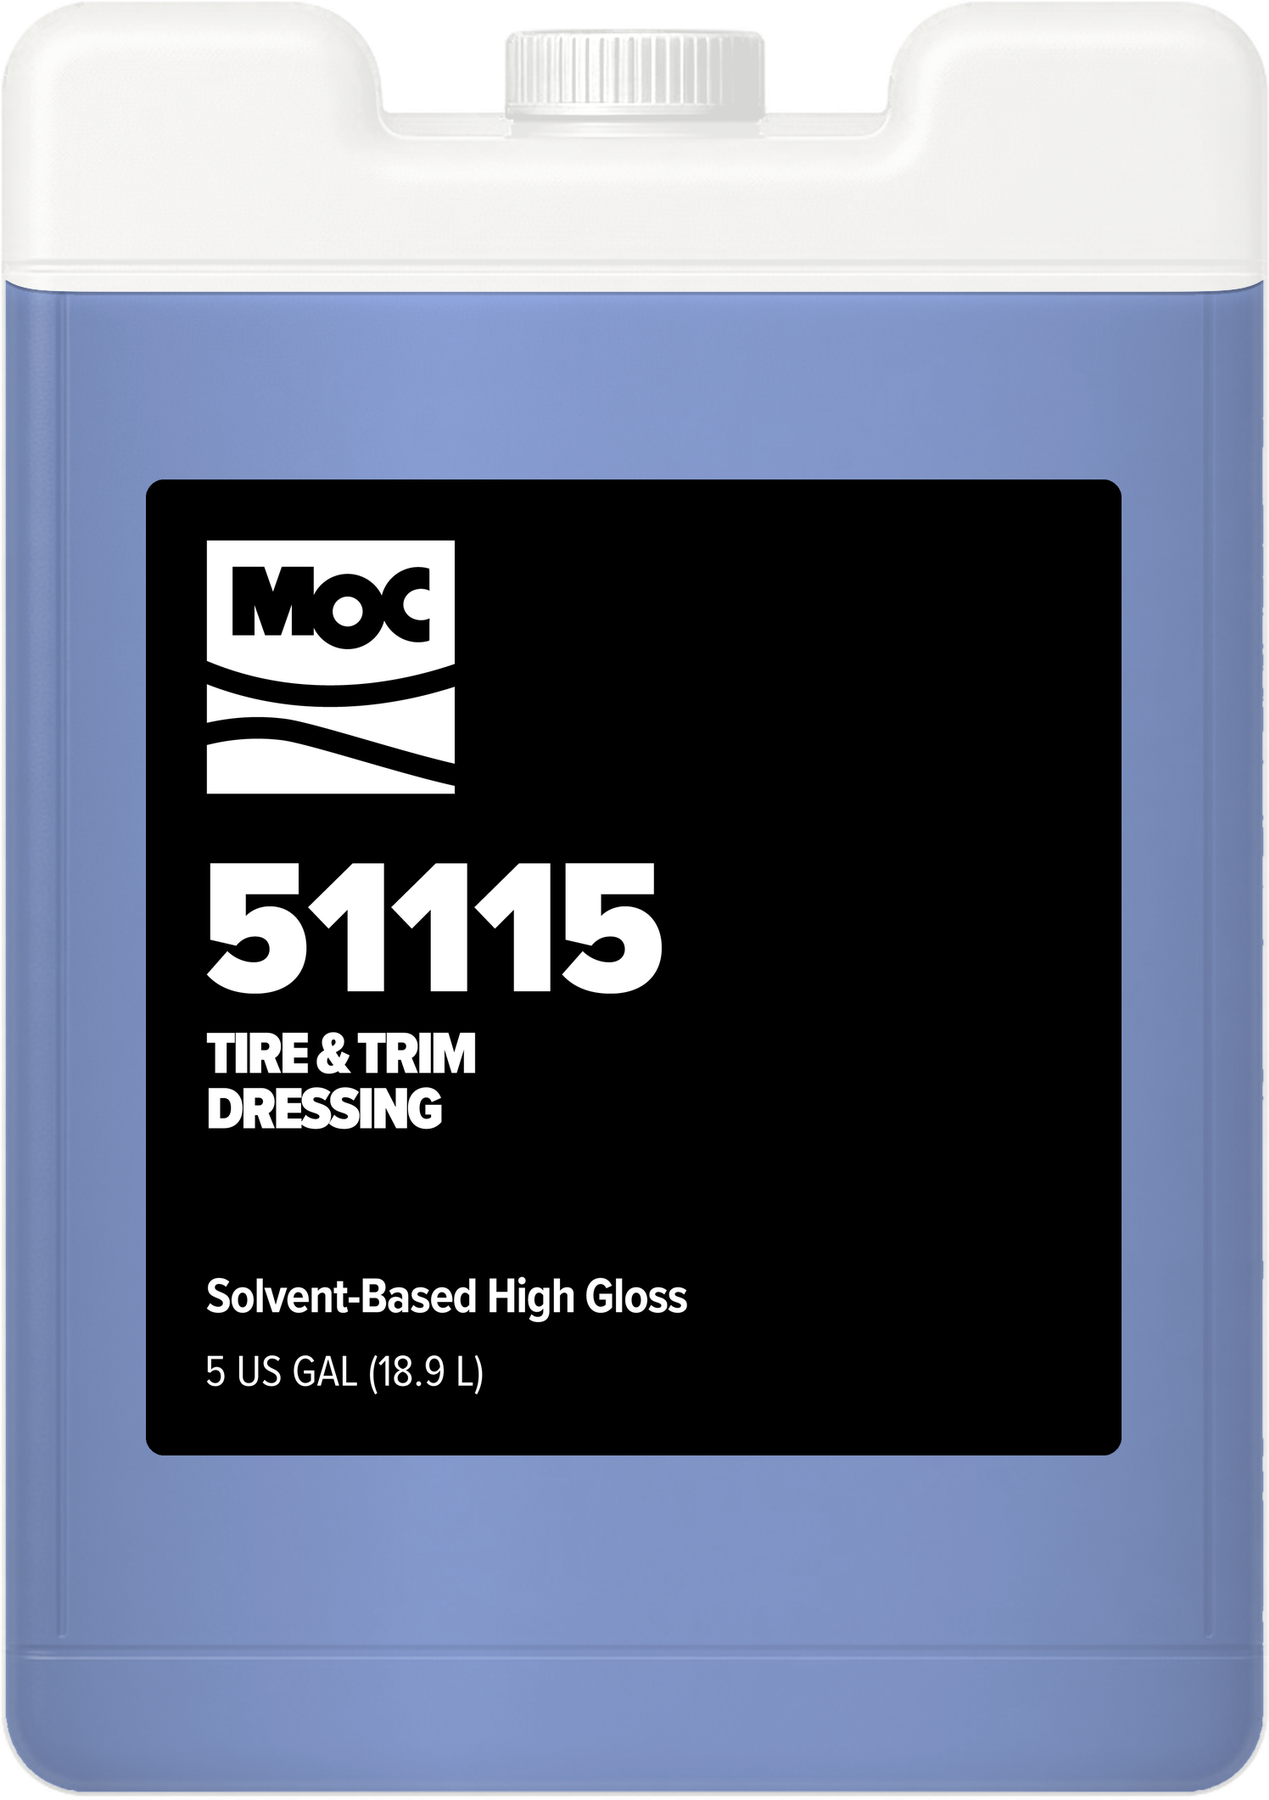 MOC
51115
TIRE & TRIM
DRESSING
Solvent-Based High Gloss
5 US GAL (18.9 L)